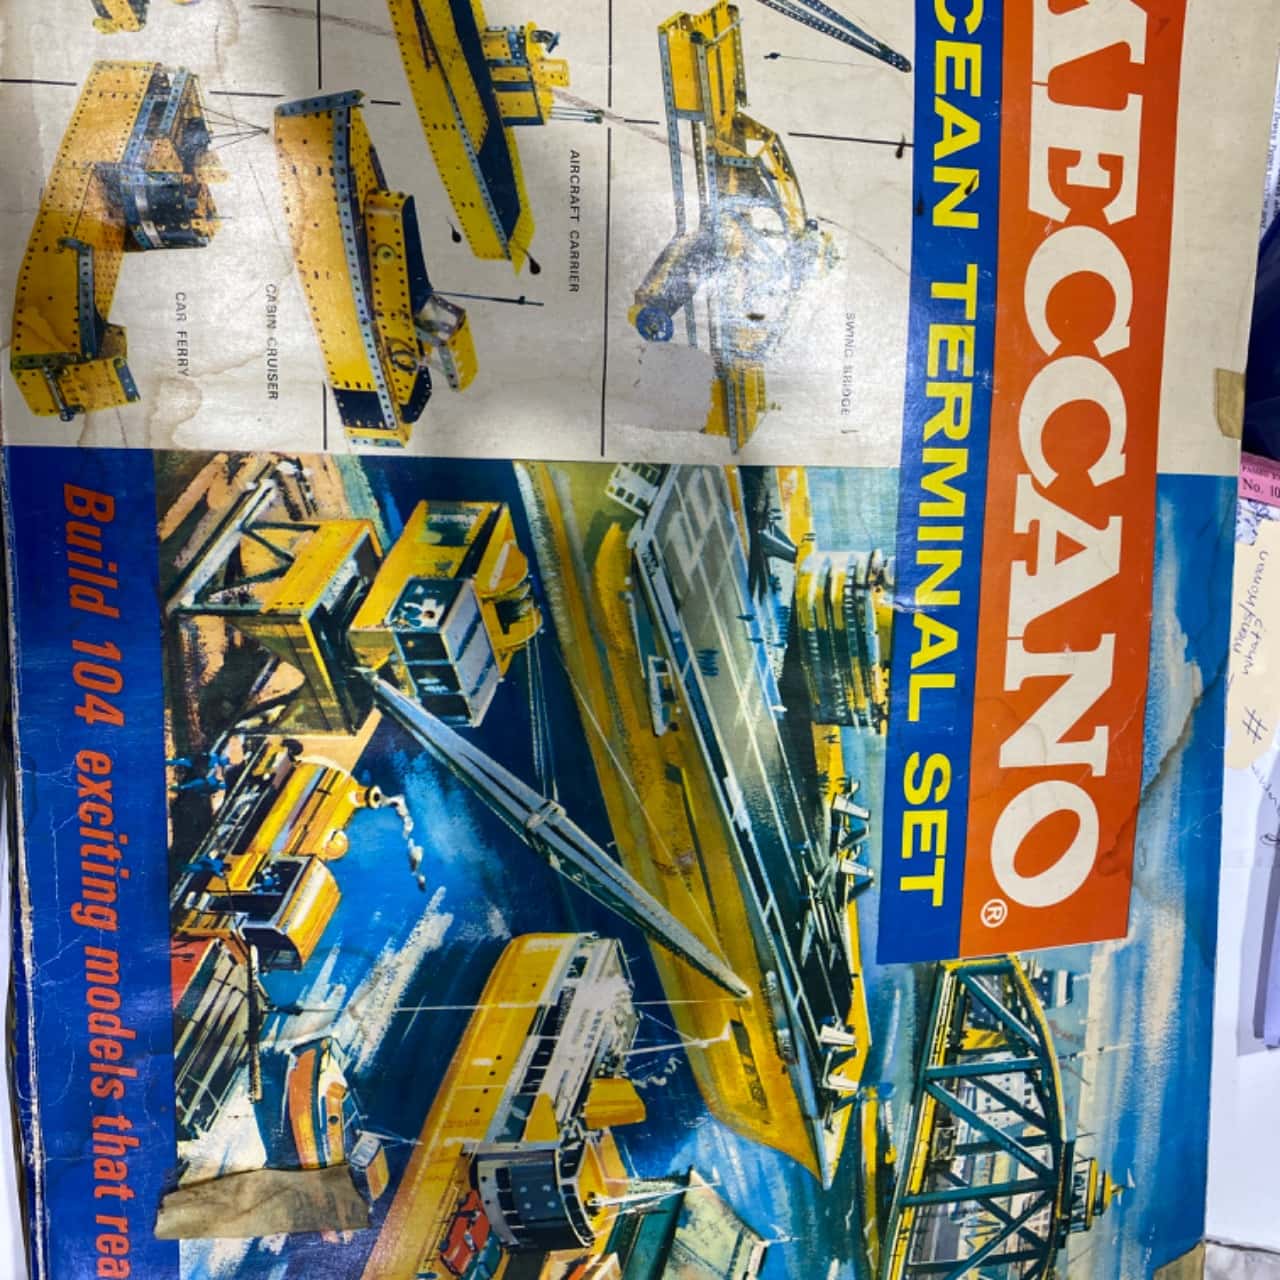 AECCANO®
CEAN TERMINAL SET
SWING BRIDGE
AIRCRAFT CARRIER
CABIN CRUISER
CAR FERRY
Build 104 exciting models that rea
No. 10
#